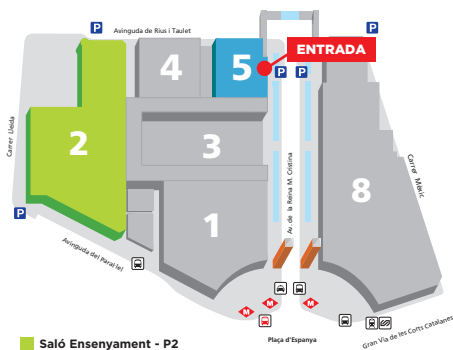 P
Avinguda de Rius i Taulet
P
ENTRADA
4
5
P
P
2
3
1
8
Carrer Lleida
Av. de la Reina M. Cristina
Carrer Mèxic
P
Avinguda del Paral·lel
M
M
M
Plaça d'Espanya
Gran Via de les Corts Catalanes
Saló Ensenyament - P2